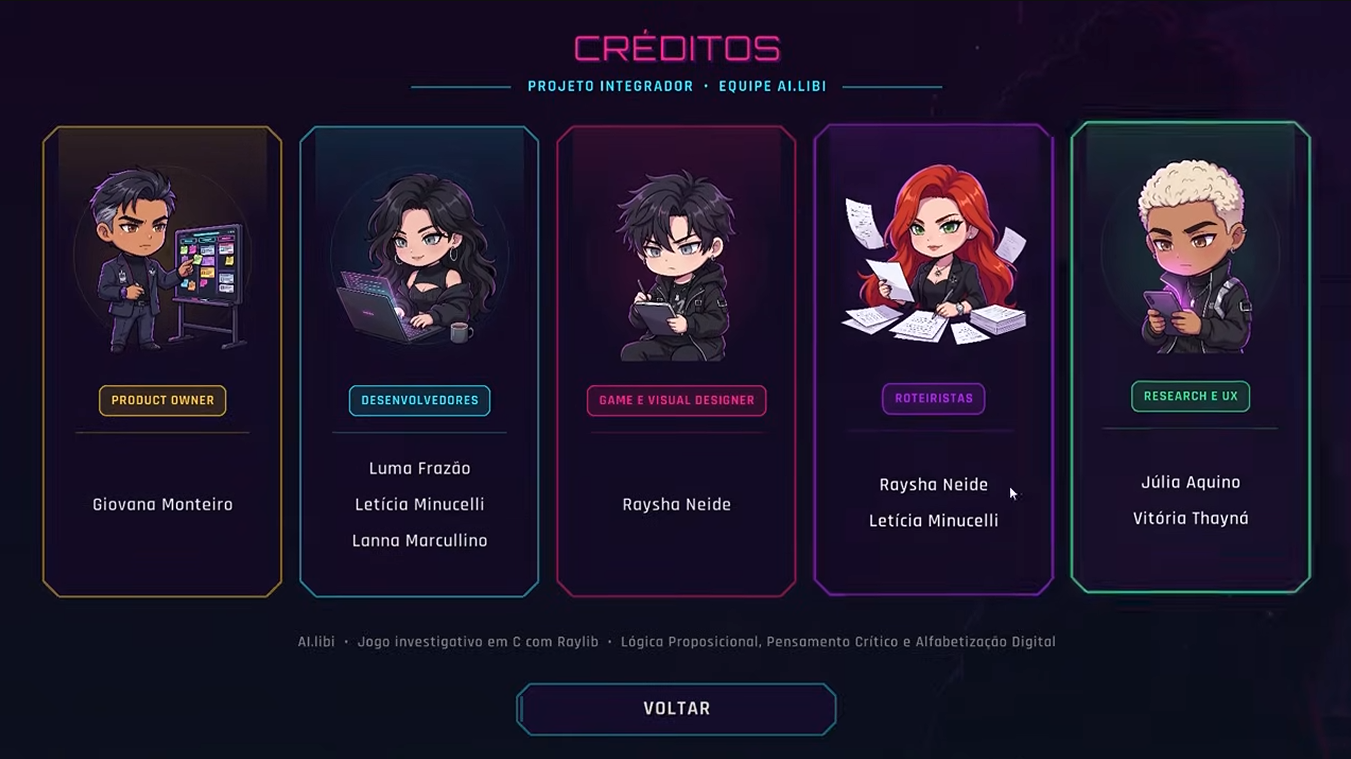 CRÉDITOS
PROJETO INTEGRADOR • EQUIPE AI.LIBI
PRODUCT OWNER
Giovana Monteiro
DESENVOLVEDORES
Luma Frazão
Letícia Minucelli
Lanna Marcullino
GAME E VISUAL DESIGNER
Raysha Neide
ROTEIRISTAS
Raysha Neide
Letícia Minucelli
RESEARCH E UX
Júlia Aquino
Vitória Thayná
AI.libi • Jogo investigativo em C com Raylib • Lógica Proposicional, Pensamento Crítico e Alfabetização Digital
VOLTAR